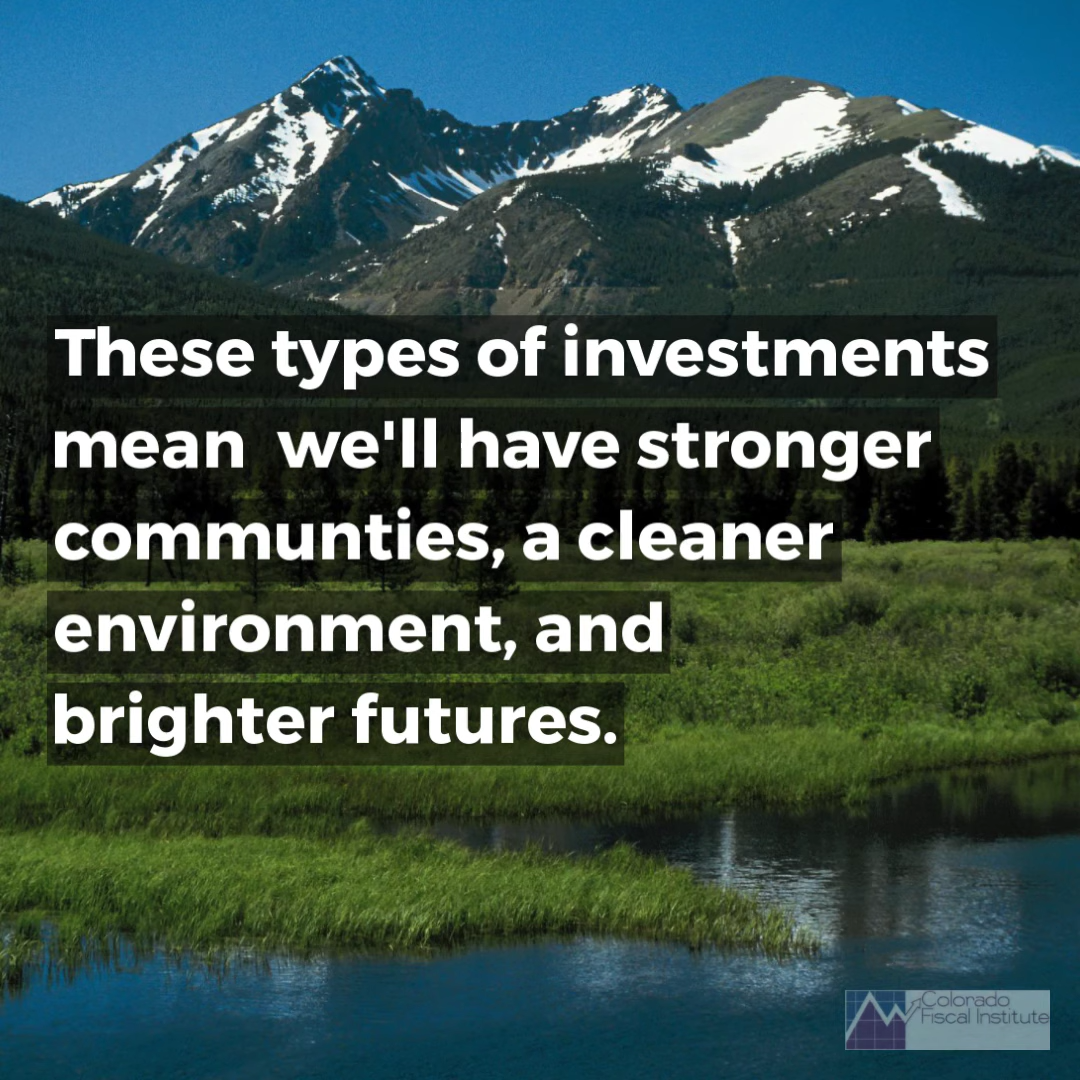 These types of investments
mean  we'll have stronger
communties, a cleaner
environment, and
brighter futures.
Colorado
Fiscal Institute